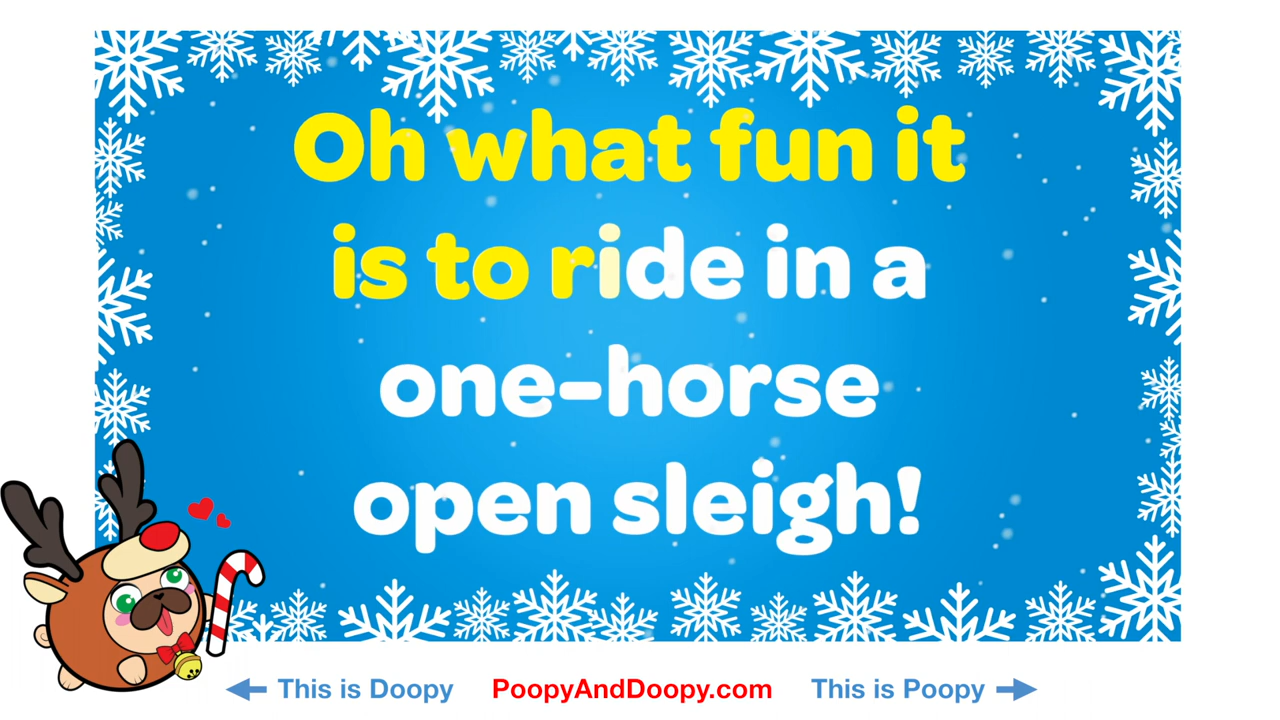 Oh what fun it
is to ride in a
one-horse
open sleigh!
This is Doopy PoopyAndDoopy.com This is Poopy